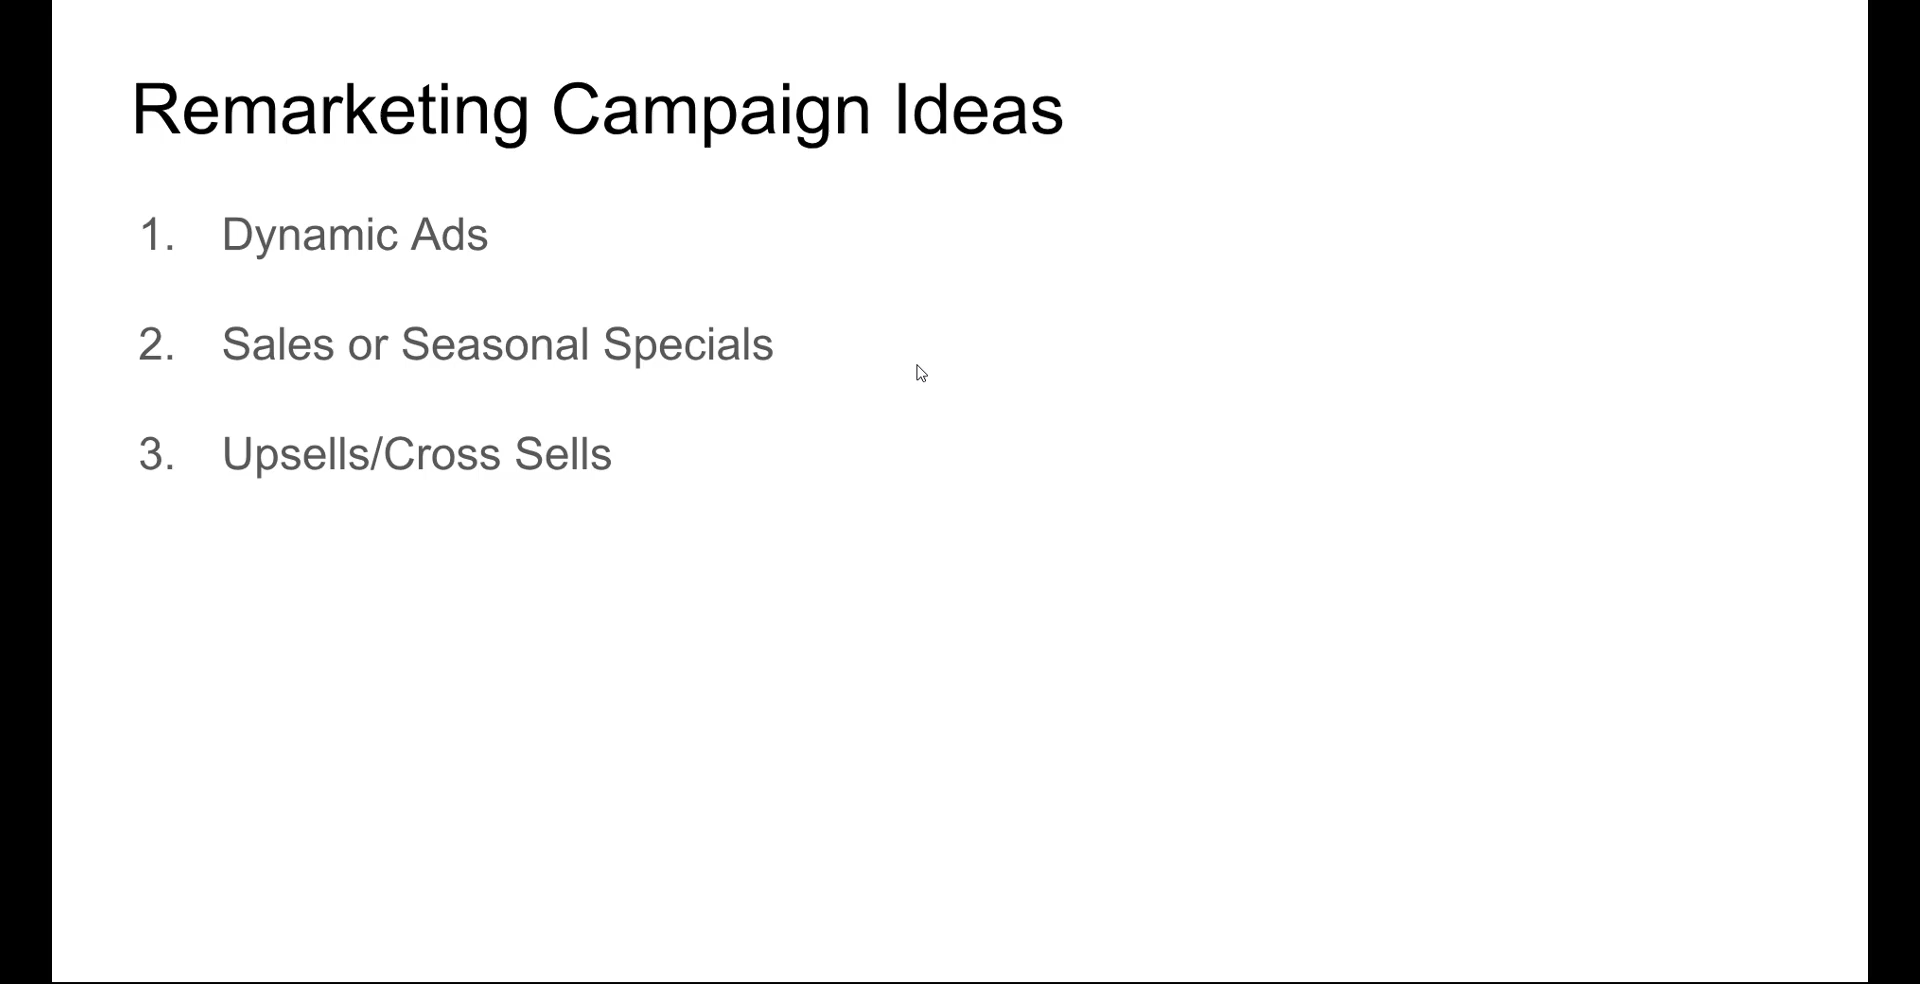 Remarketing Campaign Ideas
1. Dynamic Ads
2. Sales or Seasonal Specials
3. Upsells/Cross Sells